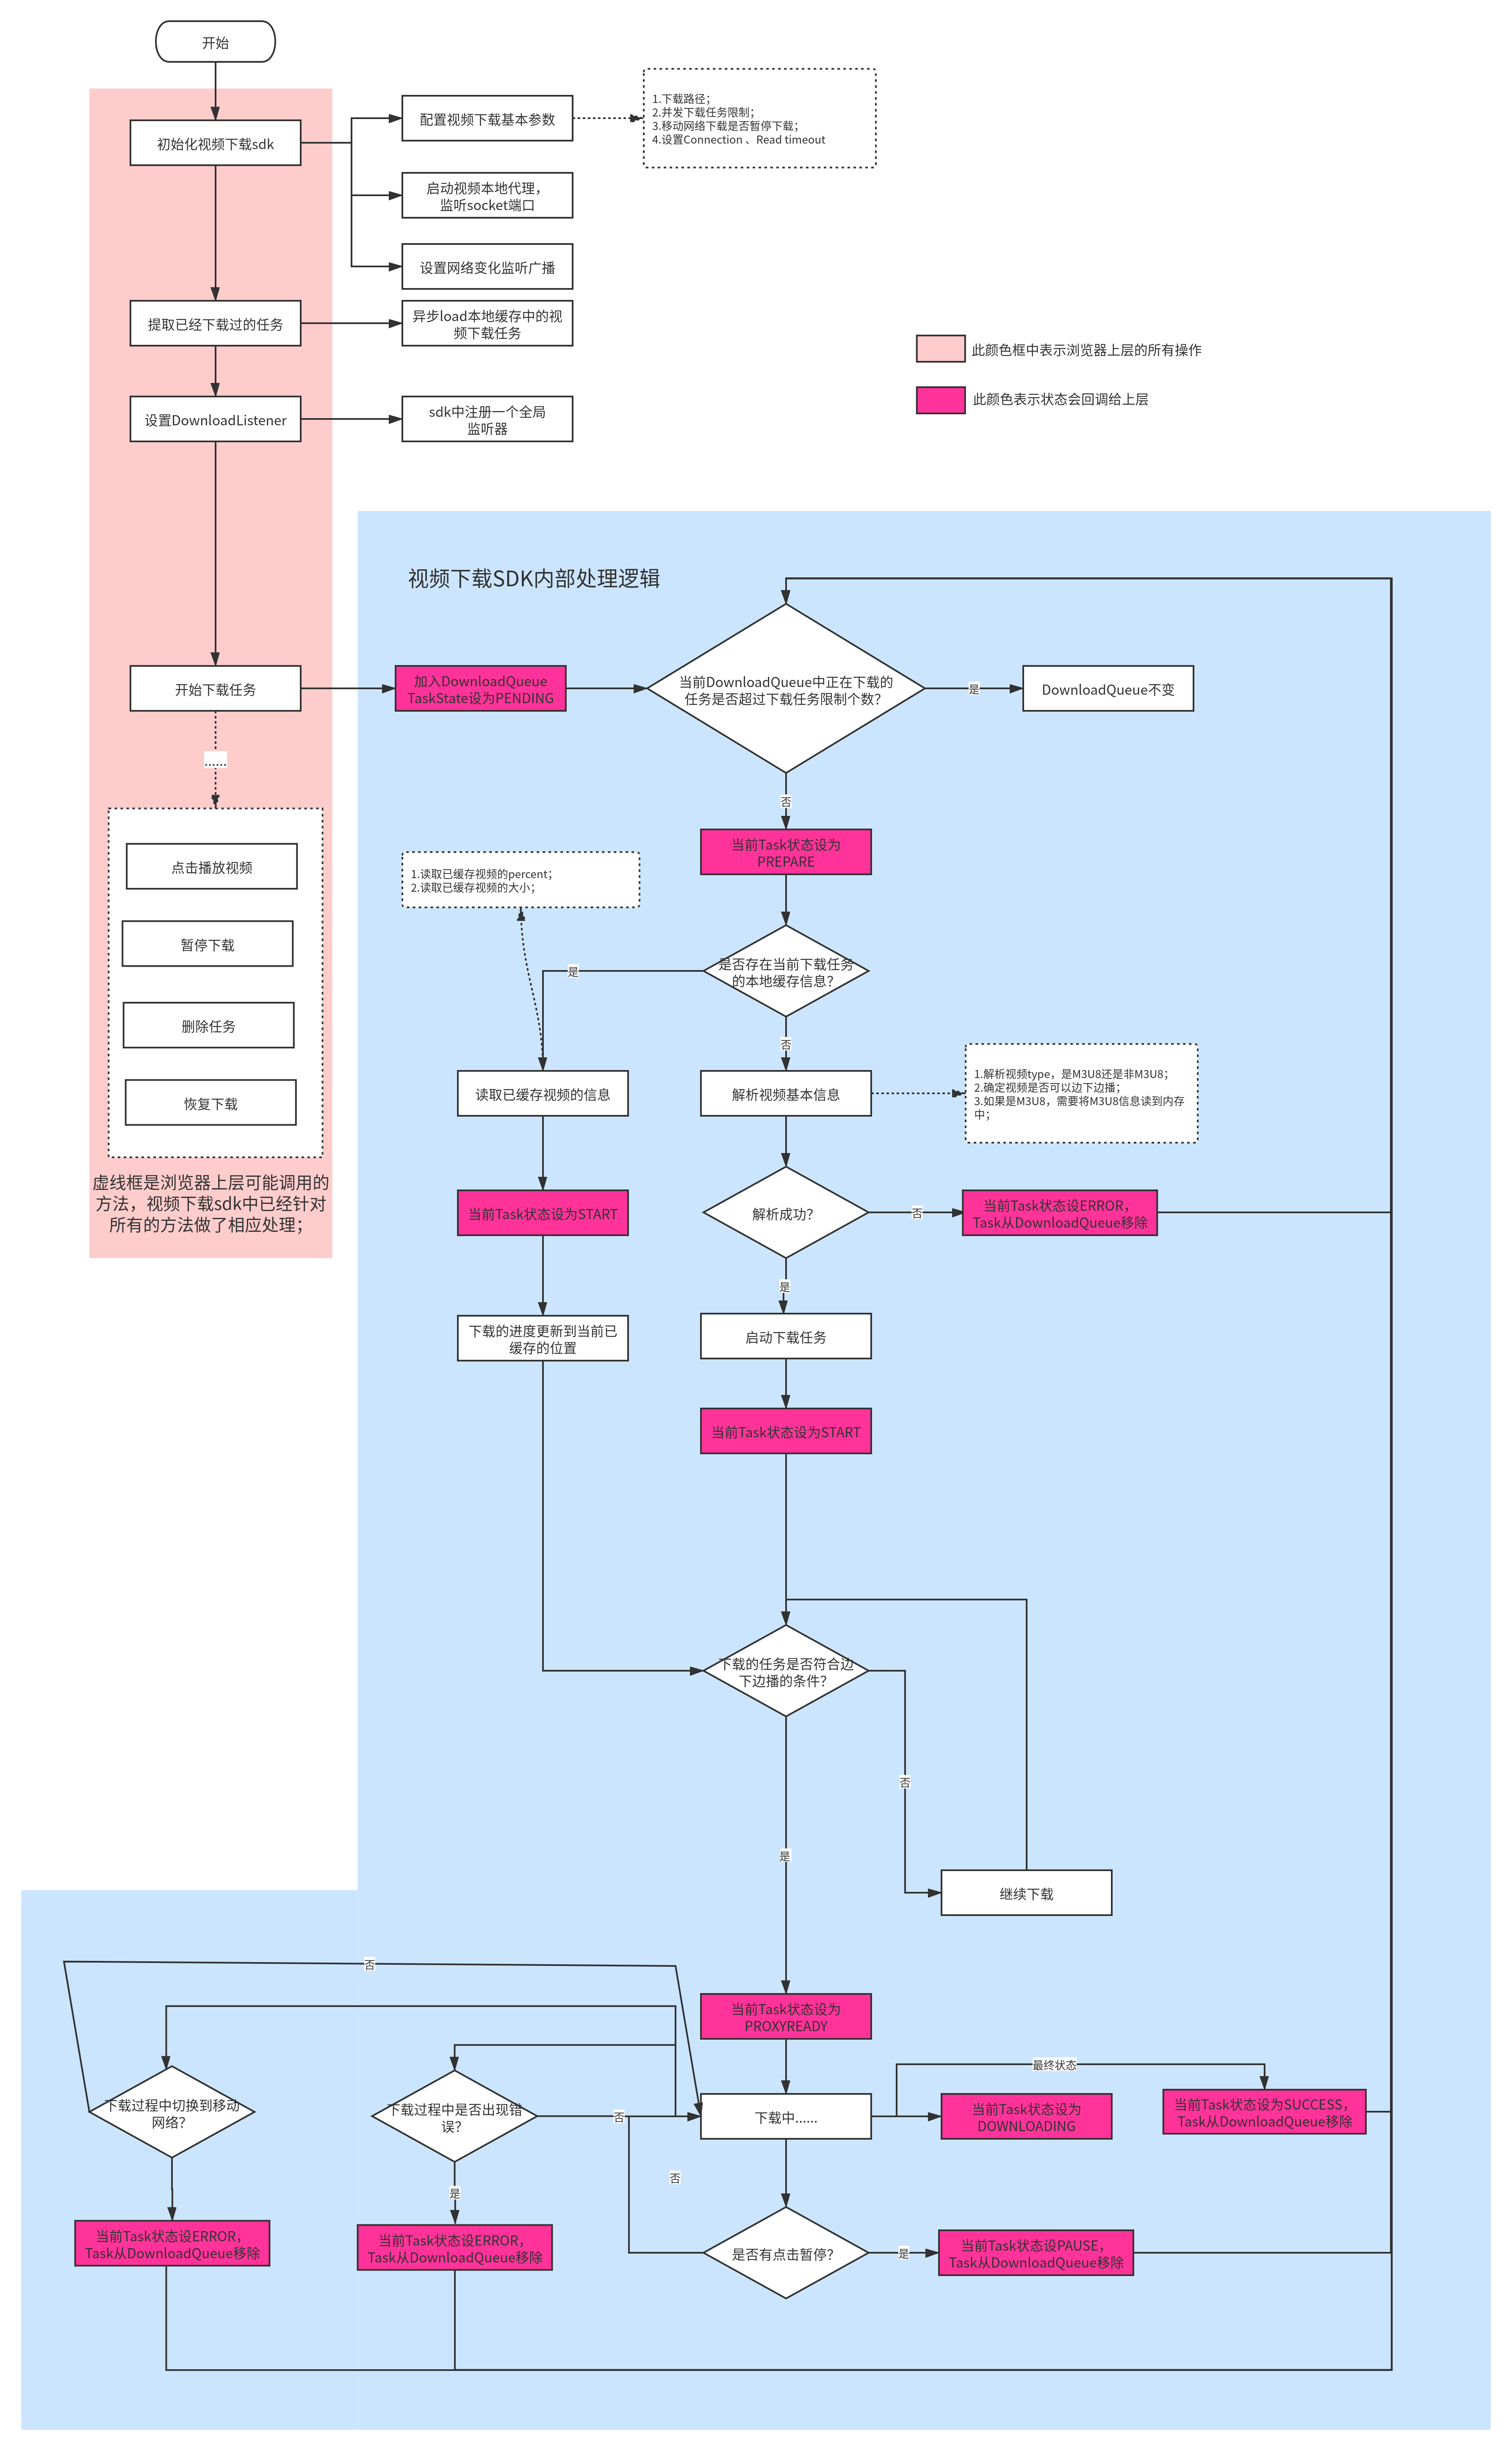 开始
初始化视频下载sdk
配置视频下载基本参数
1.下载路径；
2.并发下载任务限制；
3.移动网络下载是否暂停下载；
4.设置Connection 、Read timeout
启动视频本地代理，
监听socket端口
设置网络变化监听广播
提取已经下载过的任务
异步load本地缓存中的视
频下载任务
设置DownloadListener
sdk中注册一个全局
监听器
此颜色框中表示浏览器上层的所有操作
此颜色表示状态会回调给上层
视频下载SDK内部处理逻辑
开始下载任务
加入DownloadQueue
TaskState设为PENDING
当前DownloadQueue中正在下载的
任务是否超过下载任务限制个数？
是
DownloadQueue不变
......
否
点击播放视频
暂停下载
删除任务
恢复下载
虚线框是浏览器上层可能调用的
方法，视频下载sdk中已经针对
所有的方法做了相应处理；
当前Task状态设为
PREPARE
1.读取已缓存视频的percent；
2.读取已缓存视频的大小；
是否存在当前下载任务
的本地缓存信息？
是
否
读取已缓存视频的信息
解析视频基本信息
1.解析视频type，是M3U8还是非M3U8；
2.确定视频是否可以边下边播；
3.如果是M3U8，需要将M3U8信息读到内存
中；
当前Task状态设为START
解析成功？
否
当前Task状态设ERROR，
Task从DownloadQueue移除
是
下载的进度更新到当前已
缓存的位置
启动下载任务
当前Task状态设为START
下载的任务是否符合边
下边播的条件？
否
是
继续下载
否
当前Task状态设为
PROXYREADY
最终状态
下载过程中切换到移动
网络？
下载过程中是否出现错
误？
否
下载中......
当前Task状态设为
DOWNLOADING
当前Task状态设为SUCCESS，
Task从DownloadQueue移除
否
是
当前Task状态设ERROR，
Task从DownloadQueue移除
当前Task状态设ERROR，
Task从DownloadQueue移除
是否有点击暂停？
是
当前Task状态设PAUSE，
Task从DownloadQueue移除